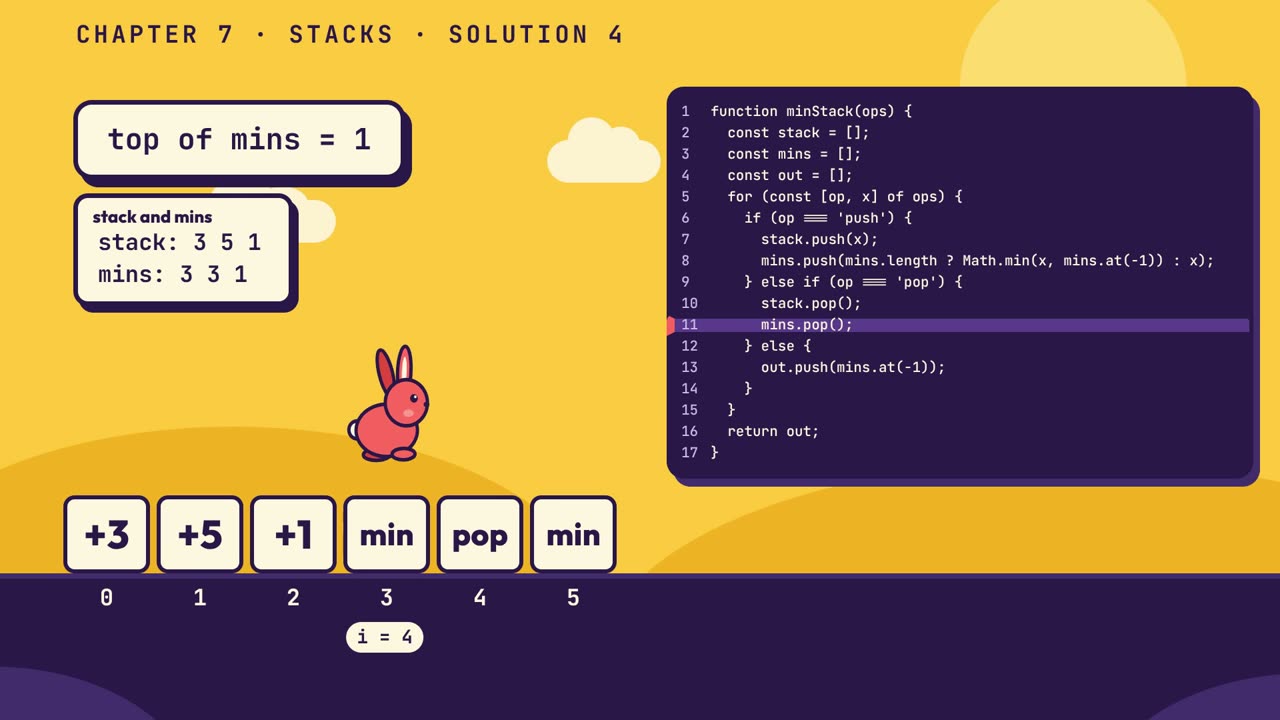 CHAPTER 7 · STACKS · SOLUTION 4
top of mins = 1
stack and mins
stack: 3 5 1
mins: 3 3 1
1 function minStack(ops) {
2 const stack = [];
3 const mins = [];
4 const out = [];
5 for (const [op, x] of ops) {
6 if (op === 'push') {
7 stack.push(x);
8 mins.push(mins.length ? Math.min(x, mins.at(-1)) : x);
9 } else if (op === 'pop') {
10 stack.pop();
11 mins.pop();
12 } else {
13 out.push(mins.at(-1));
14 }
15 }
16 return out;
17 }
+3 +5 +1 min pop min
0 1 2 3 4 5
i = 4